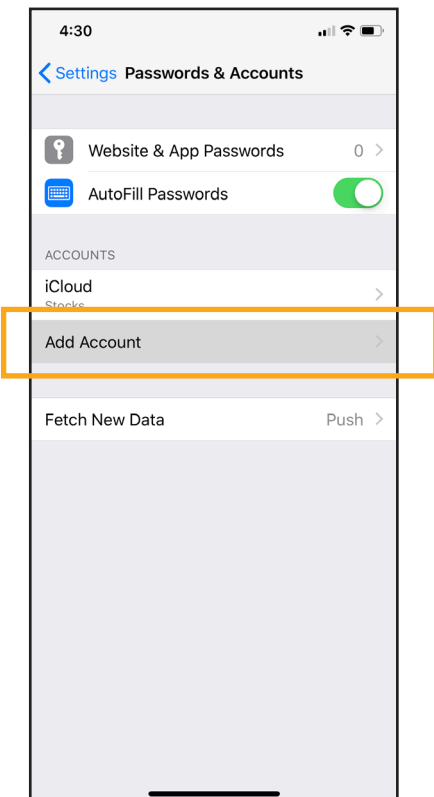 4:30
Settings Passwords & Accounts
Website & App Passwords 0
AutoFill Passwords
ACCOUNTS
iCloud
Stocks
Add Account
Fetch New Data Push